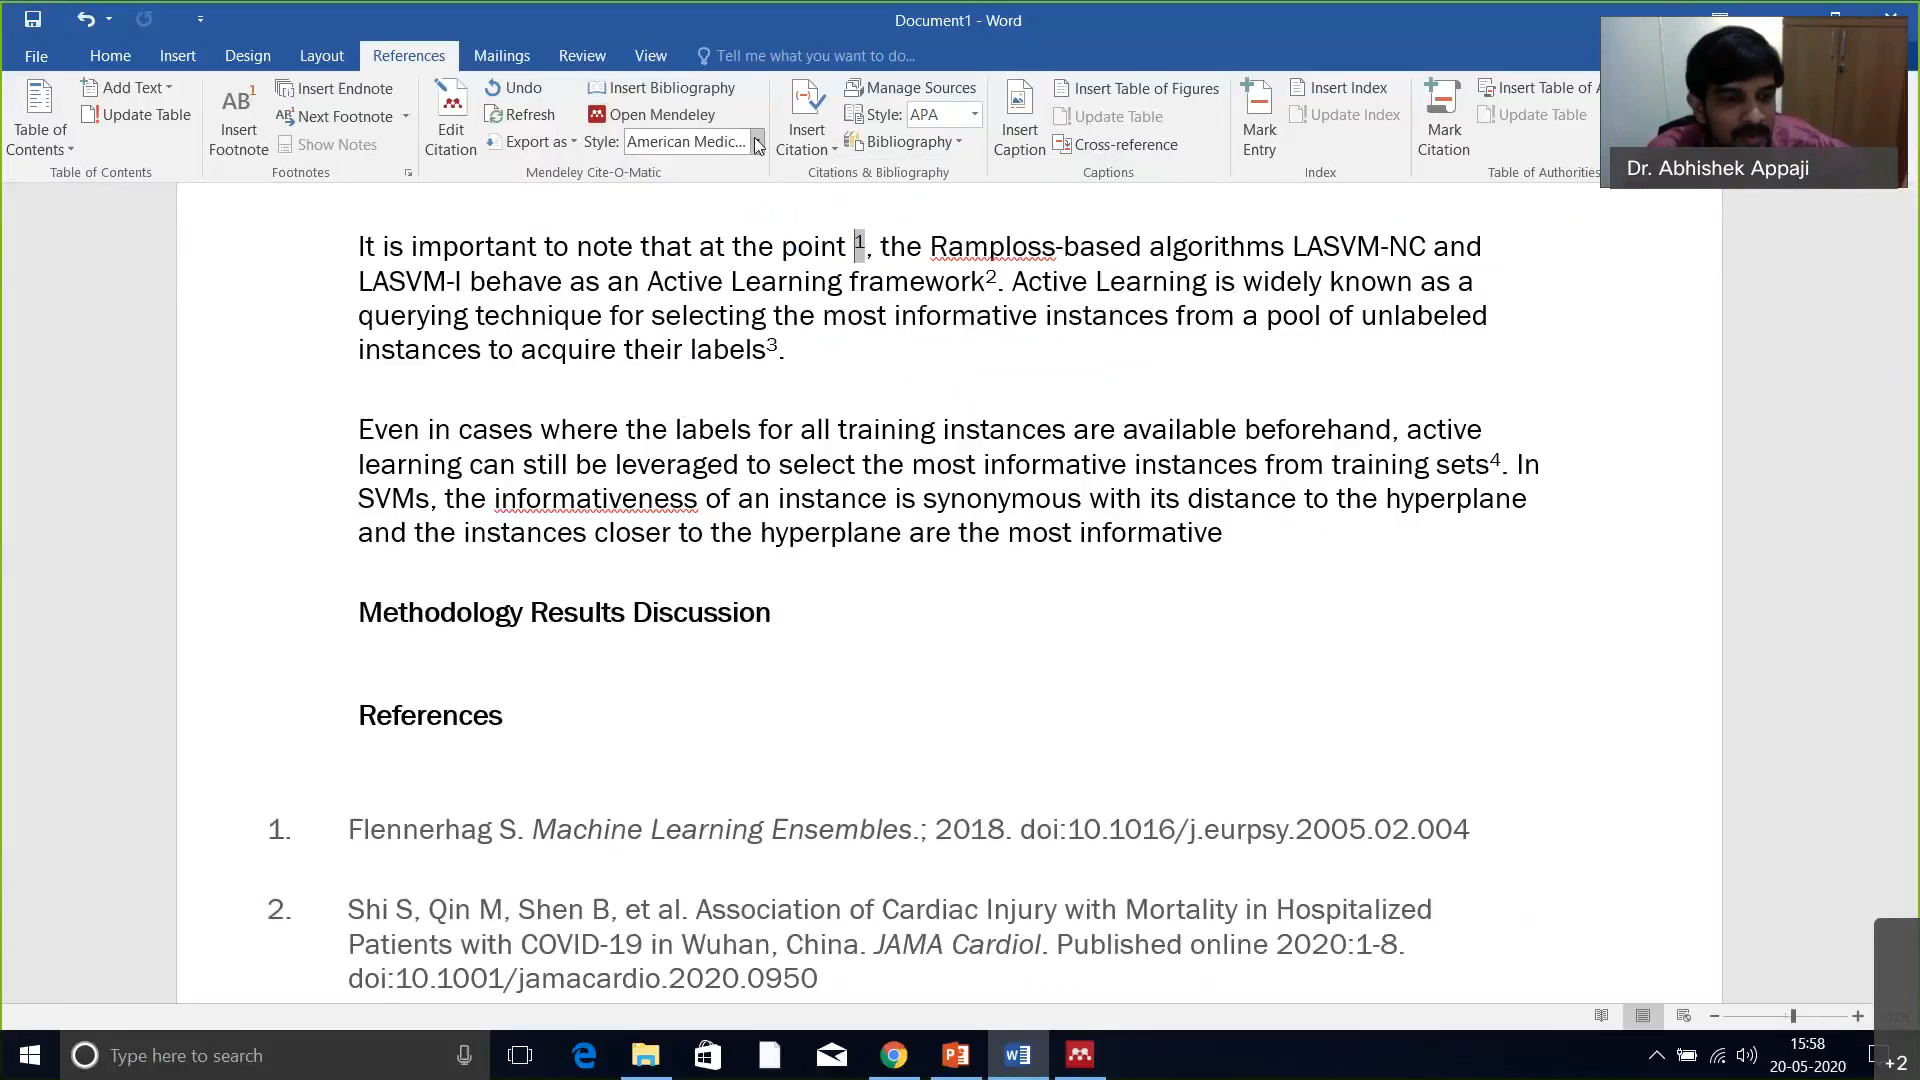 Document1 - Word
File Home Insert Design Layout References Mailings Review View Tell me what you want to do...
Table of Contents
Add Text
Update Table
Table of Contents
AB1
Insert Footnote
Insert Endnote
Next Footnote
Show Notes
Footnotes
Edit Citation
Undo
Refresh
Export as
Insert Bibliography
Open Mendeley
Style: American Medic...
Mendeley Cite-O-Matic
Insert Citation
Manage Sources
Style: APA
Bibliography
Citations & Bibliography
Insert Caption
Insert Table of Figures
Update Table
Cross-reference
Captions
Mark Entry
Insert Index
Update Index
Index
Mark Citation
Insert Table of A
Update Table
Table of Authorities
Dr. Abhishek Appaji
It is important to note that at the point 1, the Ramploss-based algorithms LASVM-NC and
LASVM-I behave as an Active Learning framework2. Active Learning is widely known as a
querying technique for selecting the most informative instances from a pool of unlabeled
instances to acquire their labels3.
Even in cases where the labels for all training instances are available beforehand, active
learning can still be leveraged to select the most informative instances from training sets4. In
SVMs, the informativeness of an instance is synonymous with its distance to the hyperplane
and the instances closer to the hyperplane are the most informative
Methodology Results Discussion
References
1. Flennerhag S. Machine Learning Ensembles.; 2018. doi:10.1016/j.eurpsy.2005.02.004
2. Shi S, Qin M, Shen B, et al. Association of Cardiac Injury with Mortality in Hospitalized
Patients with COVID-19 in Wuhan, China. JAMA Cardiol. Published online 2020:1-8.
doi:10.1001/jamacardio.2020.0950
Type here to search
15:58
20-05-2020
+2